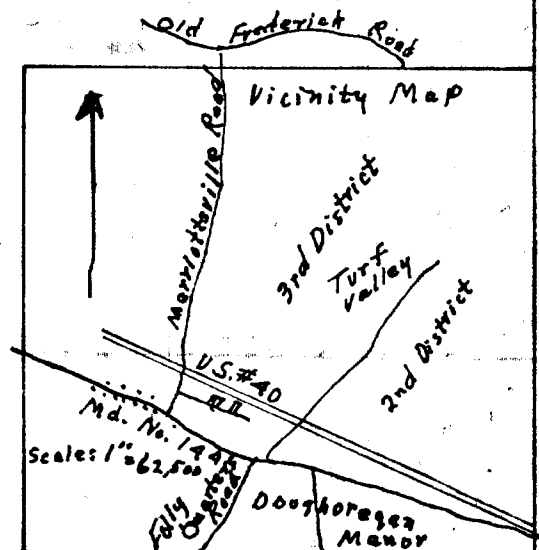 Old Frederick Road
Vicinity Map
Marriottsville Road
3rd District
Turf
Valley
2nd District
U.S.#40
Md. No. 144
Scale: 1"=62,500
Folly
Quarters
Road
Doughoregan
Manor